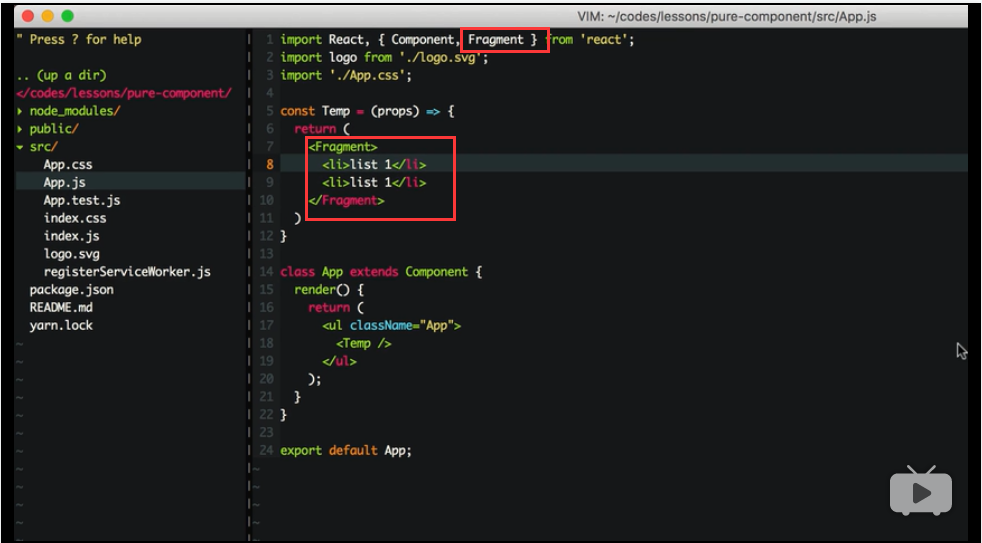 VIM: ~/codes/lessons/pure-component/src/App.js
" Press ? for help
.. (up a dir)
</codes/lessons/pure-component/
▸ node_modules/
▸ public/
▾ src/
App.css
App.js
App.test.js
index.css
index.js
logo.svg
registerServiceWorker.js
package.json
README.md
yarn.lock
1 import React, { Component, Fragment } from 'react';
2 import logo from './logo.svg';
3 import './App.css';
4
5 const Temp = (props) => {
6 return (
7 <Fragment>
8 <li>list 1</li>
9 <li>list 1</li>
10 </Fragment>
11 )
12 }
13
14 class App extends Component {
15 render() {
16 return (
17 <ul className="App">
18 <Temp />
19 </ul>
20 );
21 }
22 }
23
24 export default App;